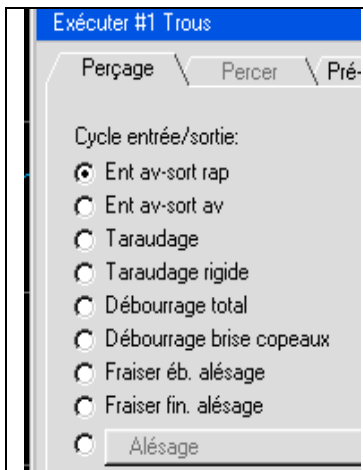 Exécuter #1 Trous
Perçage Percer Pré-
Cycle entrée/sortie:
Ent av-sort rap
Ent av-sort av
Taraudage
Taraudage rigide
Débourrage total
Débourrage brise copeaux
Fraiser éb. alésage
Fraiser fin. alésage
Alésage